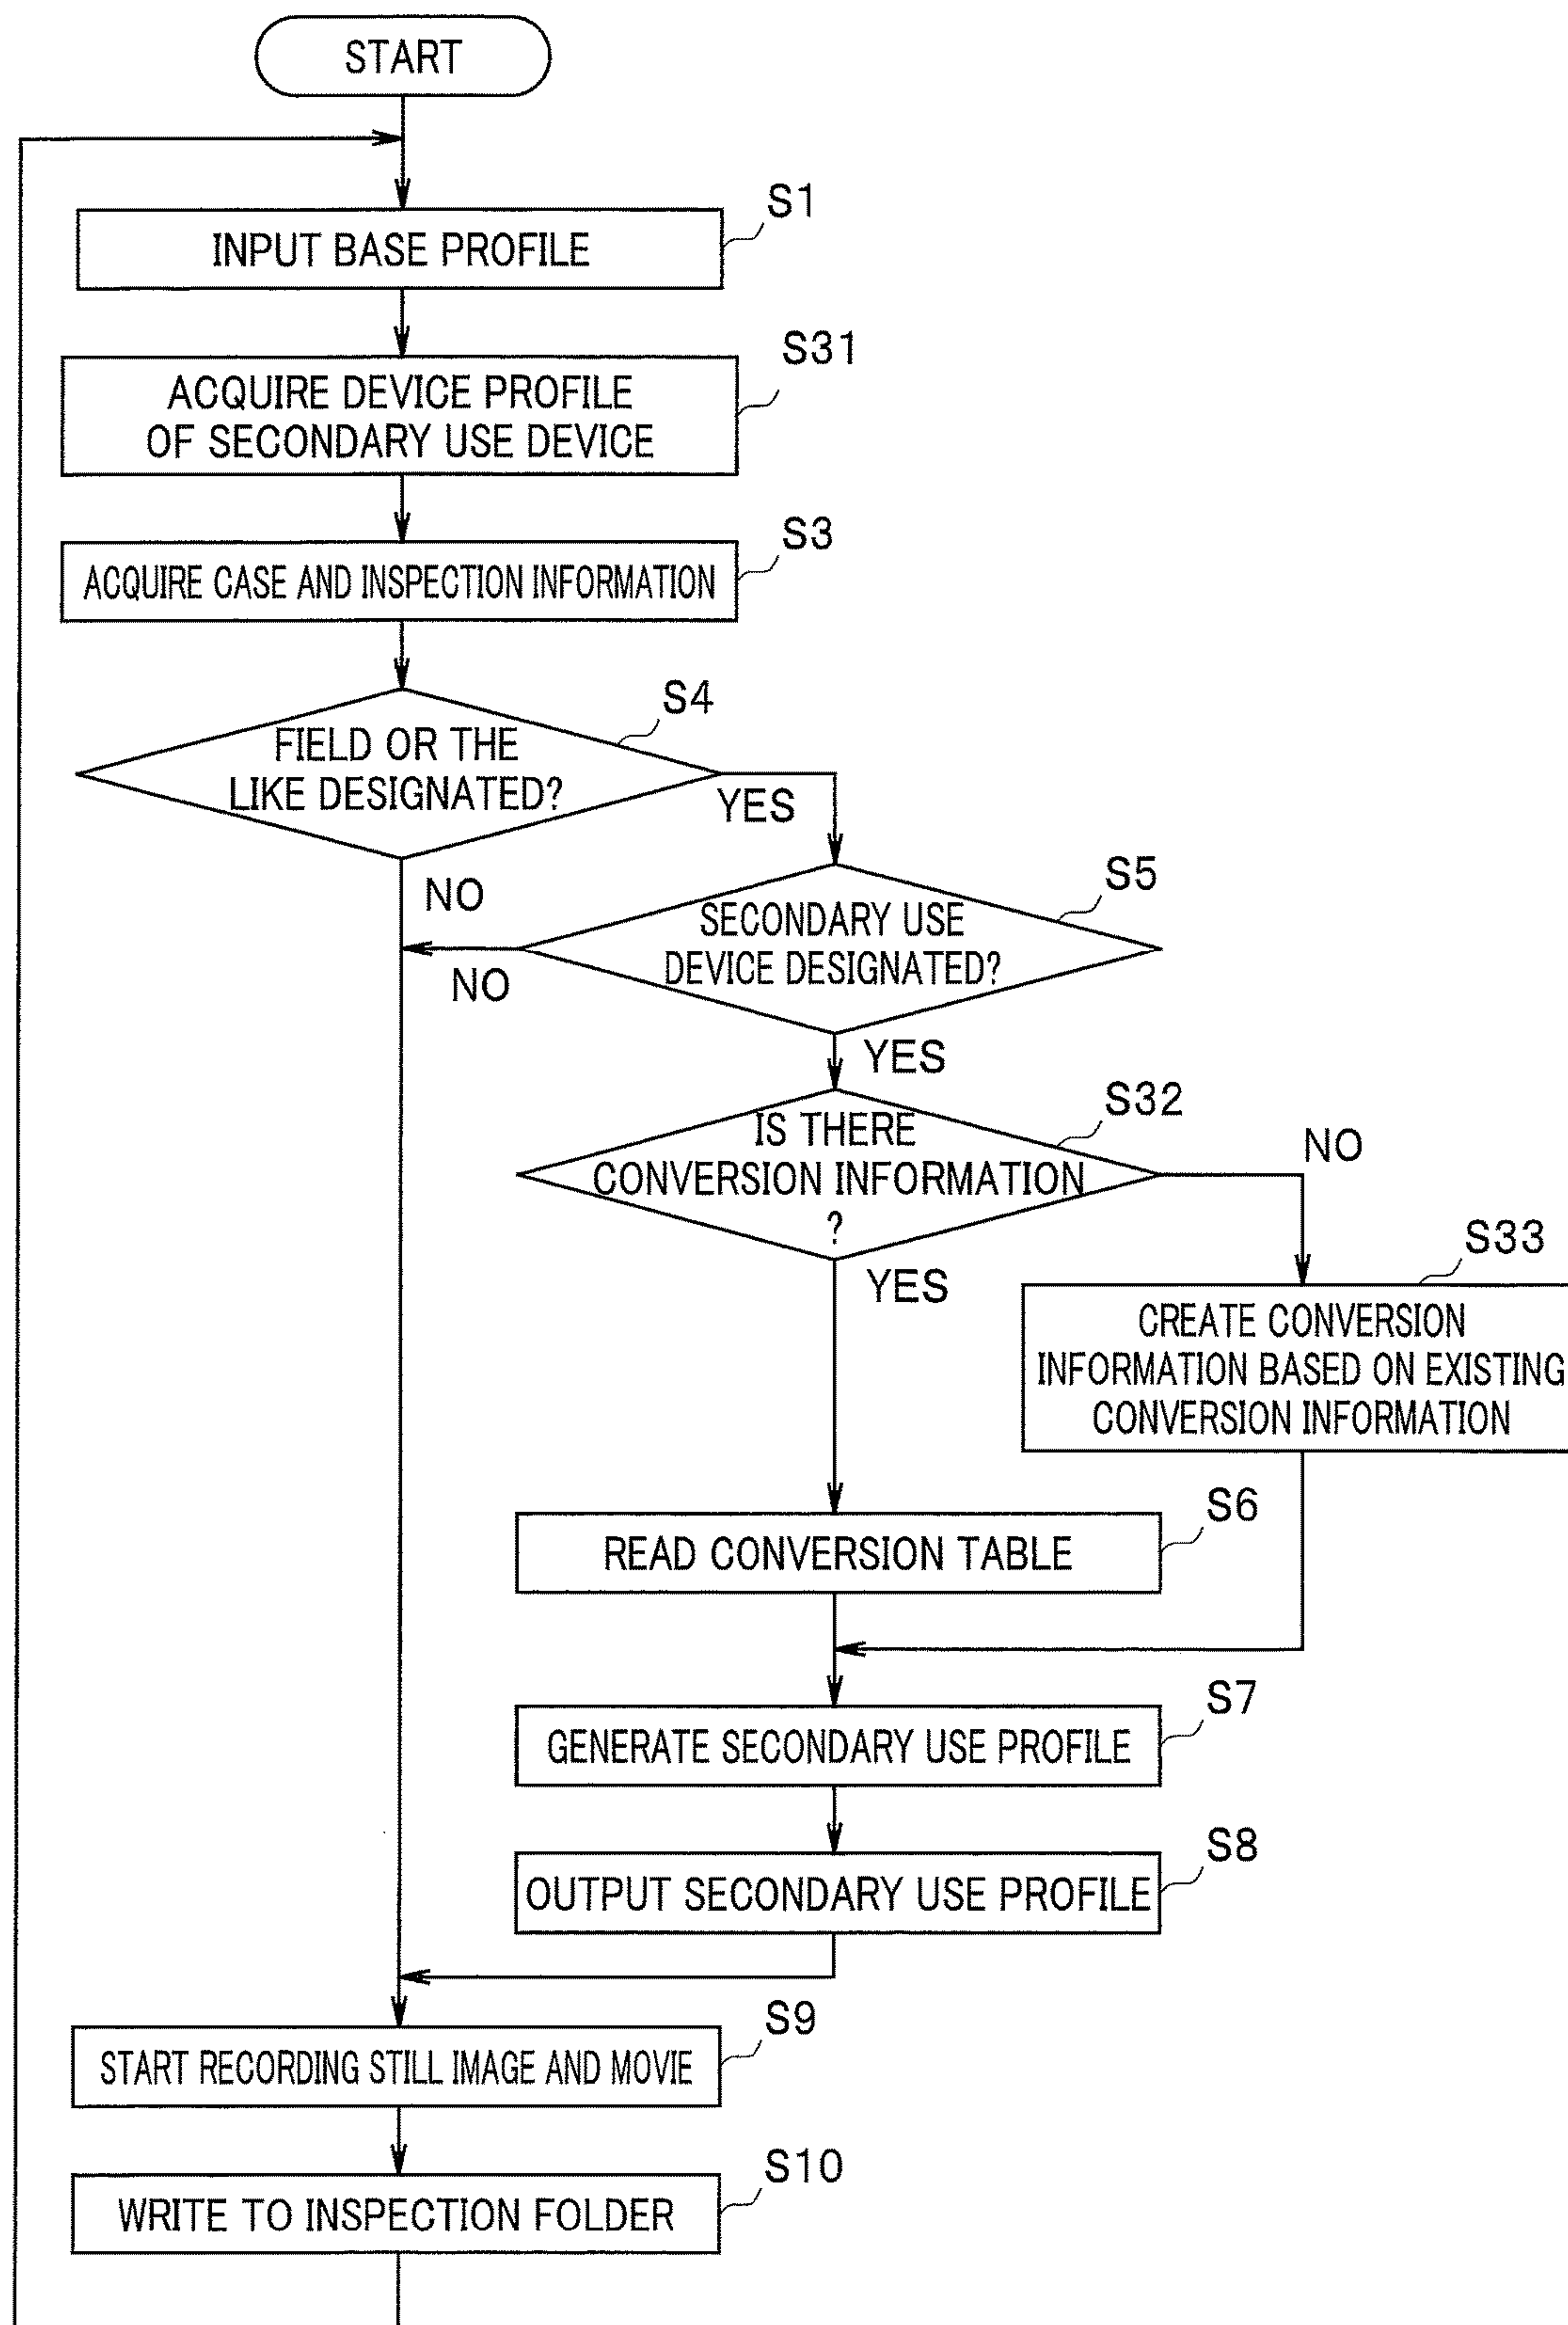 START
S1
INPUT BASE PROFILE
S31
ACQUIRE DEVICE PROFILE
OF SECONDARY USE DEVICE
S3
ACQUIRE CASE AND INSPECTION INFORMATION
S4
FIELD OR THE
LIKE DESIGNATED?
YES
NO
S5
SECONDARY USE
DEVICE DESIGNATED?
NO
YES
S32
IS THERE
CONVERSION INFORMATION
?
NO
YES
S33
CREATE CONVERSION
INFORMATION BASED ON EXISTING
CONVERSION INFORMATION
S6
READ CONVERSION TABLE
S7
GENERATE SECONDARY USE PROFILE
S8
OUTPUT SECONDARY USE PROFILE
S9
START RECORDING STILL IMAGE AND MOVIE
S10
WRITE TO INSPECTION FOLDER